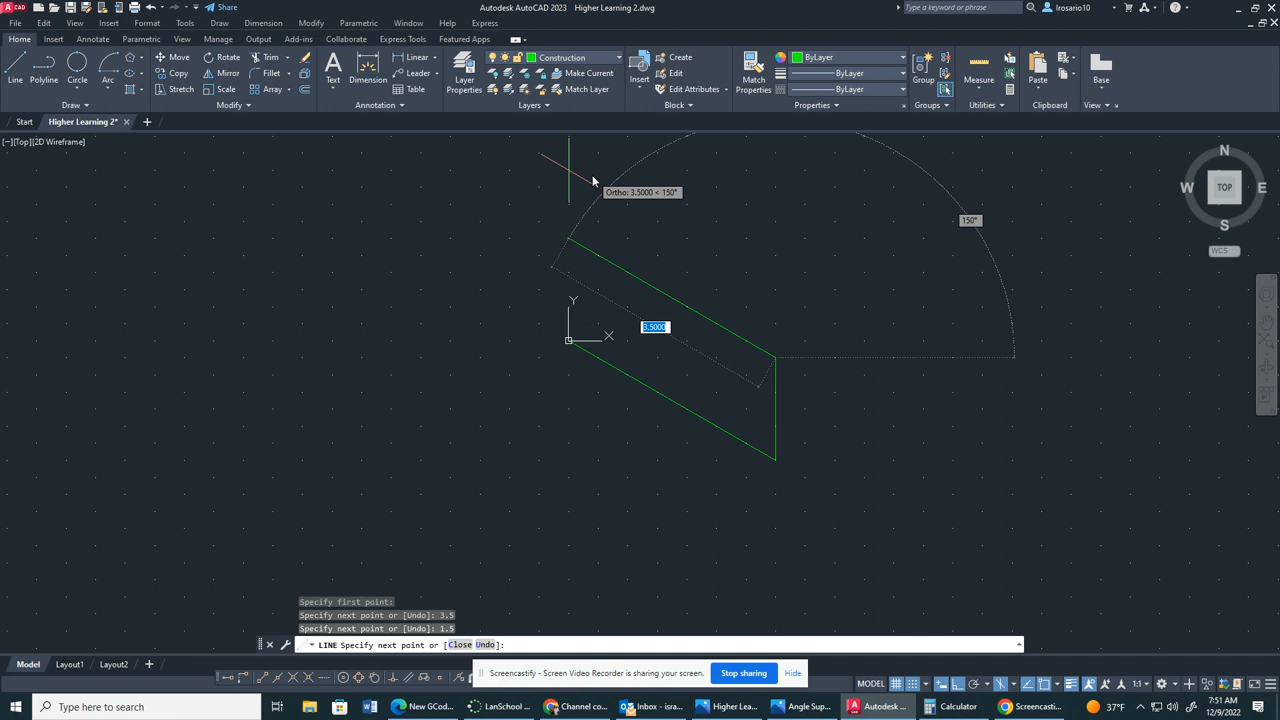 Share
Autodesk AutoCAD 2023 Higher Learning 2.dwg
Type a keyword or phrase
lrosario10
File Edit View Insert Format Tools Draw Dimension Modify Parametric Window Help Express
Home Insert Annotate Parametric View Manage Output Add-ins Collaborate Express Tools Featured Apps
Line Polyline Circle Arc
Move Rotate Trim
Copy Mirror Fillet
Stretch Scale Array
Text Dimension
Linear
Leader
Table
Layer Properties
Construction
Make Current
Match Layer
Insert
Create
Edit
Edit Attributes
Match Properties
ByLayer
ByLayer
ByLayer
Group
Measure
Paste
Base
Draw Modify Annotation Layers Block Properties Groups Utilities Clipboard View
Start Higher Learning 2*
[−][Top][2D Wireframe]
N
W TOP E
S
WCS
Ortho: 3.5000 < 150°
150°
Y
3.5000
X
Specify first point:
Specify next point or [Undo]: 3.5
Specify next point or [Undo]: 1.5
LINE Specify next point or [Close Undo]:
Model Layout1 Layout2
Screencastify - Screen Video Recorder is sharing your screen. Stop sharing Hide
MODEL
1:1
Type here to search
New GCod...
LanSchool ...
Channel co...
Inbox - isra...
Higher Lea...
Angle Sup...
Autodesk ...
Calculator
Screencasti...
37°F
7:51 AM
12/9/2022